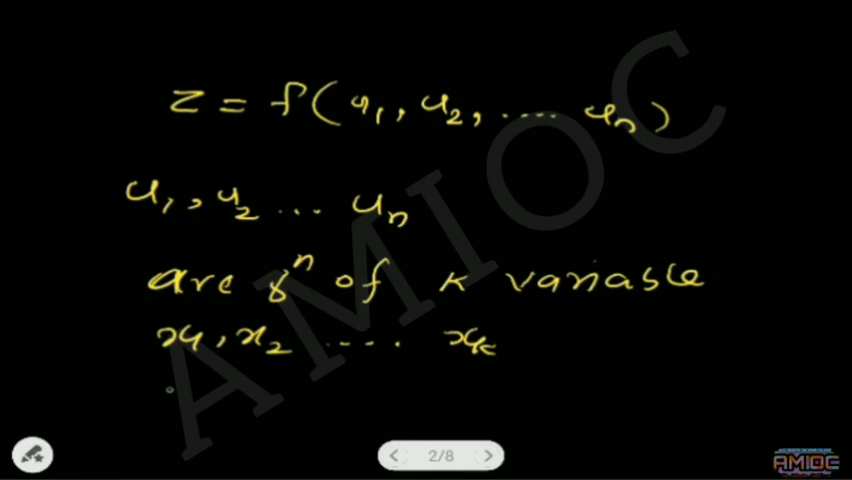 z = f(u₁, u₂, .... uₙ)
u₁, u₂ ... uₙ
are fⁿ of k variable
x₁, x₂ ..... xₖ
AMIOC
2/8
AMIOC